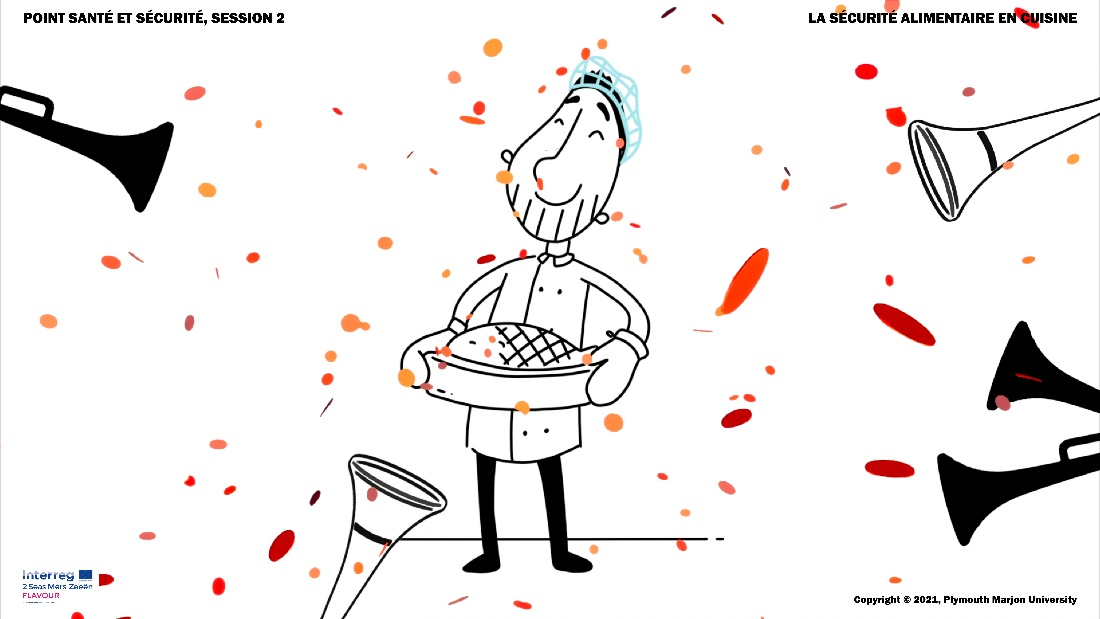 POINT SANTÉ ET SÉCURITÉ, SESSION 2
LA SÉCURITÉ ALIMENTAIRE EN CUISINE
Interreg
2 Seas Mers Zeeën
FLAVOUR
Copyright © 2021, Plymouth Marjon University